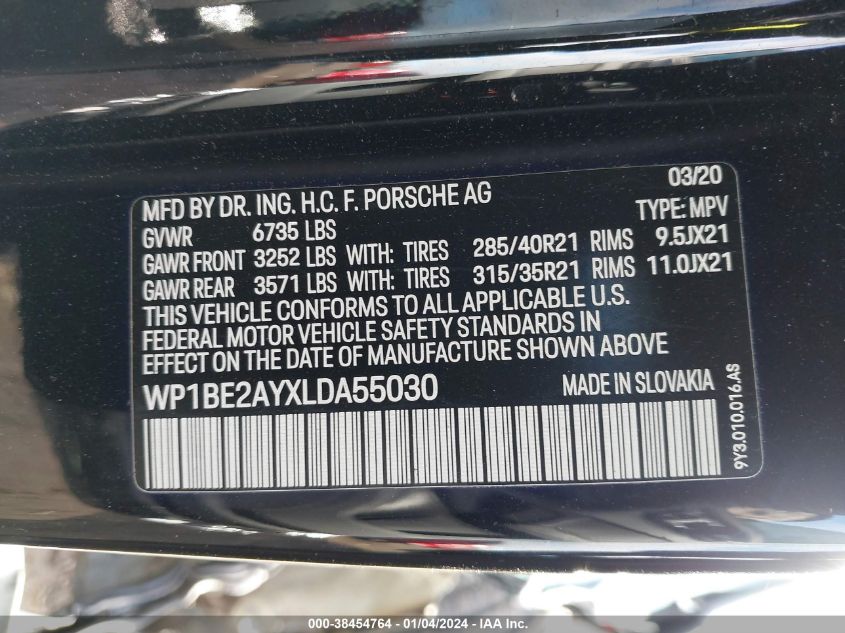 MFD BY DR. ING. H.C. F. PORSCHE AG 03/20
GVWR 6735 LBS TYPE: MPV
GAWR FRONT 3252 LBS WITH: TIRES 285/40R21 RIMS 9.5JX21
GAWR REAR 3571 LBS WITH: TIRES 315/35R21 RIMS 11.0JX21
THIS VEHICLE CONFORMS TO ALL APPLICABLE U.S.
FEDERAL MOTOR VEHICLE SAFETY STANDARDS IN
EFFECT ON THE DATE OF MANUFACTURE SHOWN ABOVE
WP1BE2AYXLDA55030 MADE IN SLOVAKIA
9Y3.010.016.AS
000-38454764 - 01/04/2024 - IAA Inc.